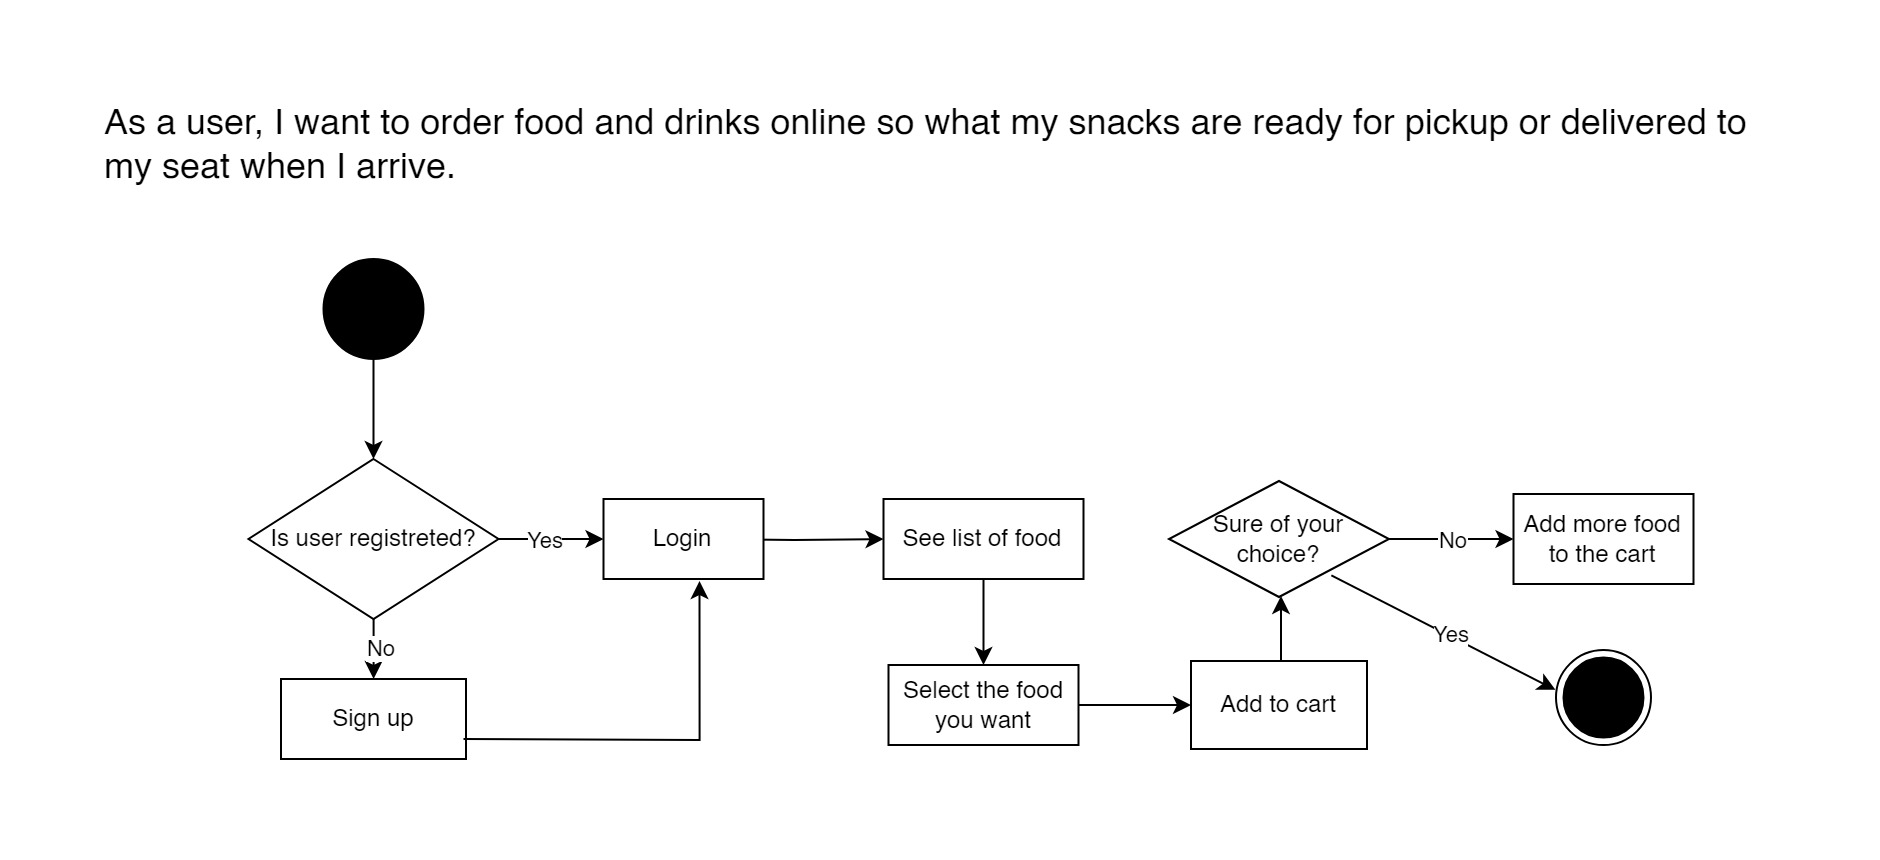 As a user, I want to order food and drinks online so what my snacks are ready for pickup or delivered to
my seat when I arrive.
Is user registreted?
Yes
Login
See list of food
Sure of your
choice?
No
Add more food
to the cart
No
Yes
Sign up
Select the food
you want
Add to cart